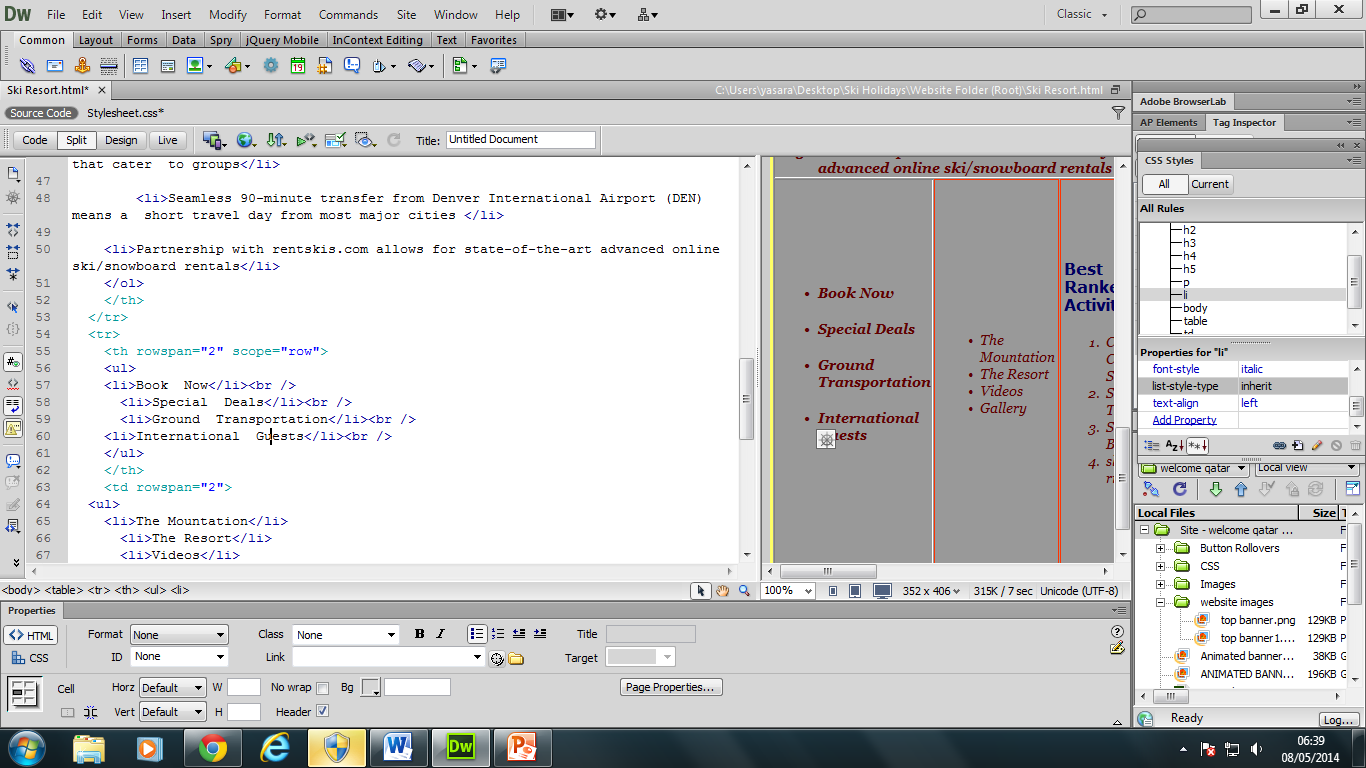 Dw File Edit View Insert Modify Format Commands Site Window Help Classic
Common Layout Forms Data Spry jQuery Mobile InContext Editing Text Favorites
Ski Resort.html* C:\Users\yasara\Desktop\Ski Holidays\Website Folder (Root)\Ski Resort.html
Source Code Stylesheet.css*
Code Split Design Live Title: Untitled Document
that cater  to groups</li>
47
48 <li>Seamless 90-minute transfer from Denver International Airport (DEN)
means a  short travel day from most major cities </li>
49
50 <li>Partnership with rentskis.com allows for state-of-the-art advanced online
ski/snowboard rentals</li>
51 </ol>
52 </th>
53 </tr>
54 <tr>
55 <th rowspan="2" scope="row">
56 <ul>
57 <li>Book  Now</li><br />
58 <li>Special  Deals</li><br />
59 <li>Ground  Transportation</li><br />
60 <li>International  Guests</li><br />
61 </ul>
62 </th>
63 <td rowspan="2">
64 <ul>
65 <li>The Mountation</li>
66 <li>The Resort</li>
67 <li>Videos</li>
advanced online ski/snowboard rentals
• Book Now
• Special Deals
• Ground
Transportation
• International
uests
• The
Mountation
• The Resort
• Videos
• Gallery
Best
Ranke
Activit
1. C
C
S
2. S
T
3. S
B
4. s
r
Adobe BrowserLab
AP Elements Tag Inspector
CSS Styles
All Current
All Rules
h2
h3
h4
h5
p
li
body
table
td
Properties for "li"
font-style italic
list-style-type inherit
text-align left
Add Property
welcome qatar Local view
Local Files Size T
Site - welcome qatar ... F
Button Rollovers F
CSS F
Images F
website images F
top banner.png 129KB P
top banner1.... 129KB P
Animated banner... 38KB G
ANIMATED BANN... 196KB G
Ready Log...
<body> <table> <tr> <th> <ul> <li> 100% 352 x 406 315K / 7 sec Unicode (UTF-8)
Properties
<> HTML Format None Class None B I Title
CSS ID None Link Target
Cell Horz Default W No wrap Bg Page Properties...
Vert Default H Header
W Dw P
06:39
08/05/2014